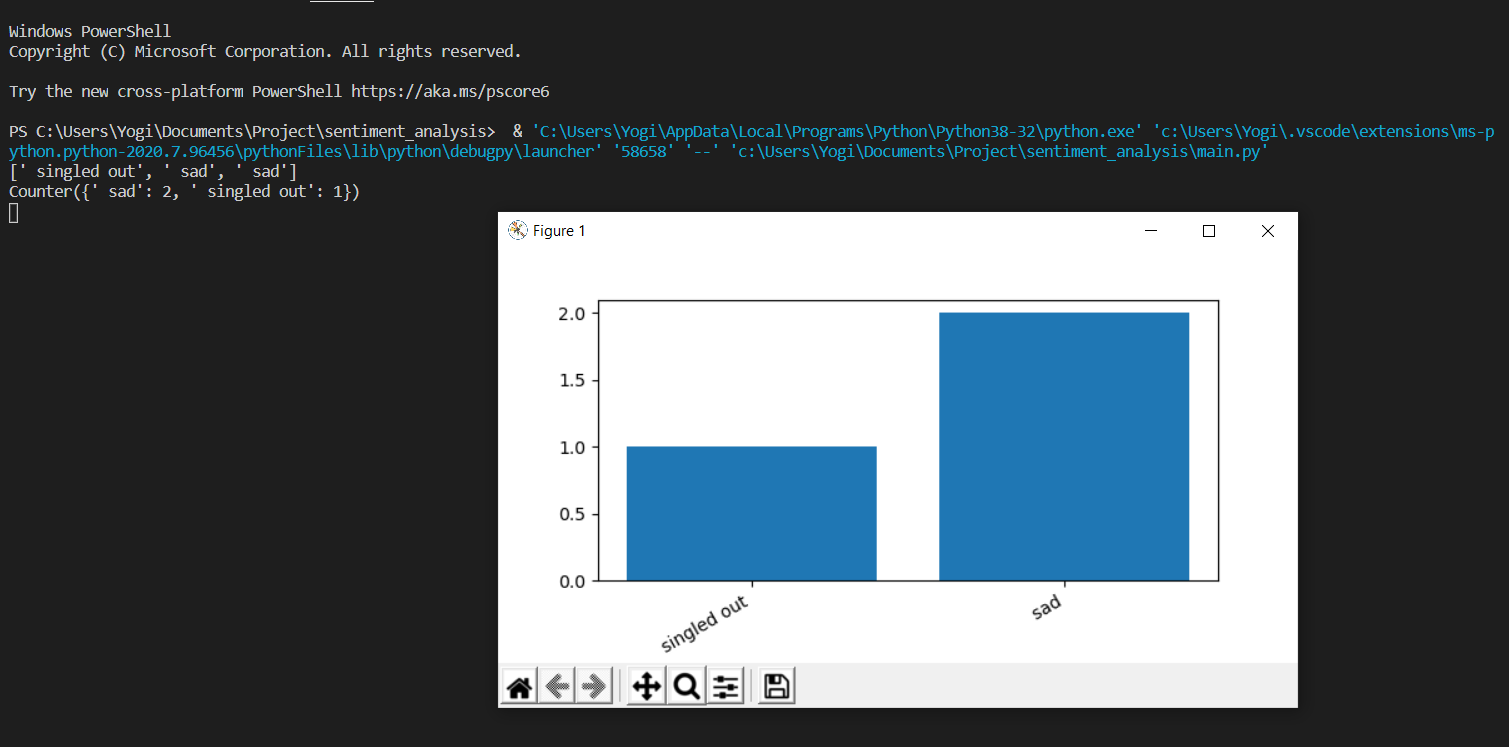 Windows PowerShell
Copyright (C) Microsoft Corporation. All rights reserved.
Try the new cross-platform PowerShell https://aka.ms/pscore6
PS C:\Users\Yogi\Documents\Project\sentiment_analysis>  & 'C:\Users\Yogi\AppData\Local\Programs\Python\Python38-32\python.exe' 'c:\Users\Yogi\.vscode\extensions\ms-p
ython.python-2020.7.96456\pythonFiles\lib\python\debugpy\launcher' '58658' '--' 'c:\Users\Yogi\Documents\Project\sentiment_analysis\main.py'
[' singled out', ' sad', ' sad']
Counter({' sad': 2, ' singled out': 1})
Figure 1
2.0
1.5
1.0
0.5
0.0
singled out
sad